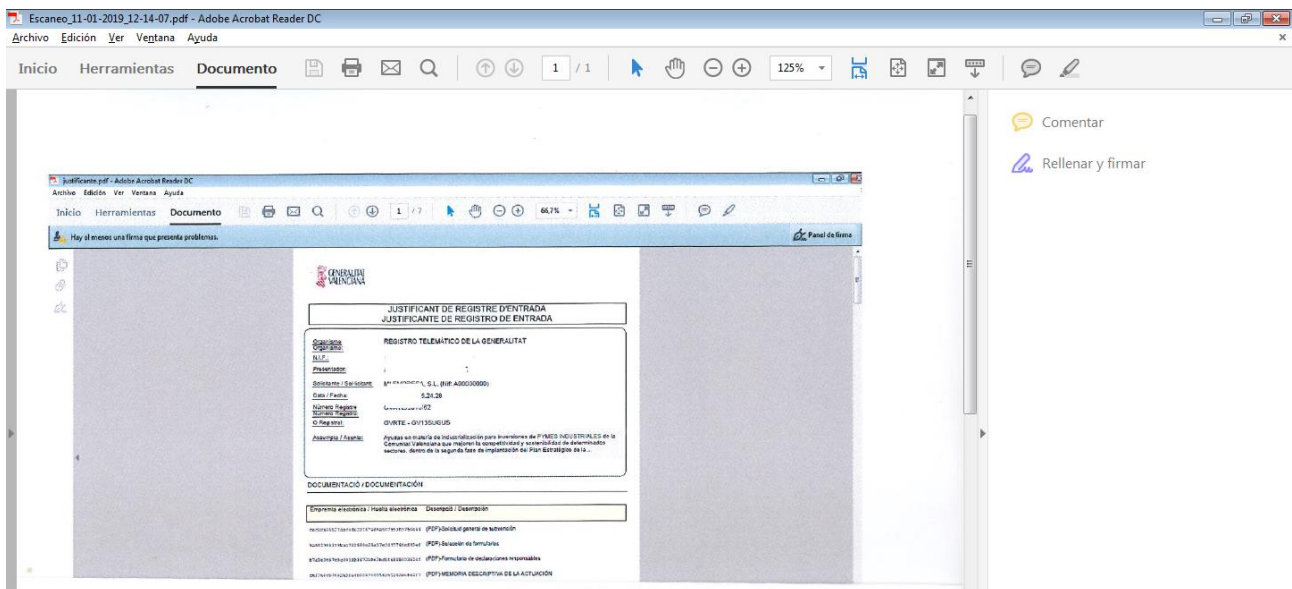 Escaneo_11-01-2019_12-14-07.pdf - Adobe Acrobat Reader DC
Archivo Edición Ver Ventana Ayuda
Inicio Herramientas Documento 1 / 1 125%
Comentar
Rellenar y firmar
justificante.pdf - Adobe Acrobat Reader DC
Archivo Edición Ver Ventana Ayuda
Inicio Herramientas Documento 1 / 7 66,7%
Hay al menos una firma que presenta problemas.
Panel de firma
GENERALITAT
VALENCIANA
JUSTIFICANT DE REGISTRE D'ENTRADA
JUSTIFICANTE DE REGISTRO DE ENTRADA
Organisme
Organismo: REGISTRO TELEMÁTICO DE LA GENERALITAT
N.I.F.:
Presentador:
Solicitante / Sol·licitant: S.L. (Nif: A00000000)
Data / Fecha: 9.24.26
Número Registre
Número Registro:
O.Registral: GVRTE -
Assumpte / Asunto: Ayudas en materia de industrialización para inversiones de PYMES INDUSTRIALES de la
Comunitat Valenciana que mejoren la competitividad y sostenibilidad de determinados
sectores, dentro de la segunda fase de implantación del Plan Estratégico de la ...
DOCUMENTACIÓ / DOCUMENTACIÓN
Empremta electrònica / Huella electrónica Descripció / Descripción
(PDF)-Solicitud general de subvención
(PDF)-Relación de formularios
(PDF)-Formulario de declaraciones responsables
(PDF)-MEMORIA DESCRIPTIVA DE LA ACTUACIÓN